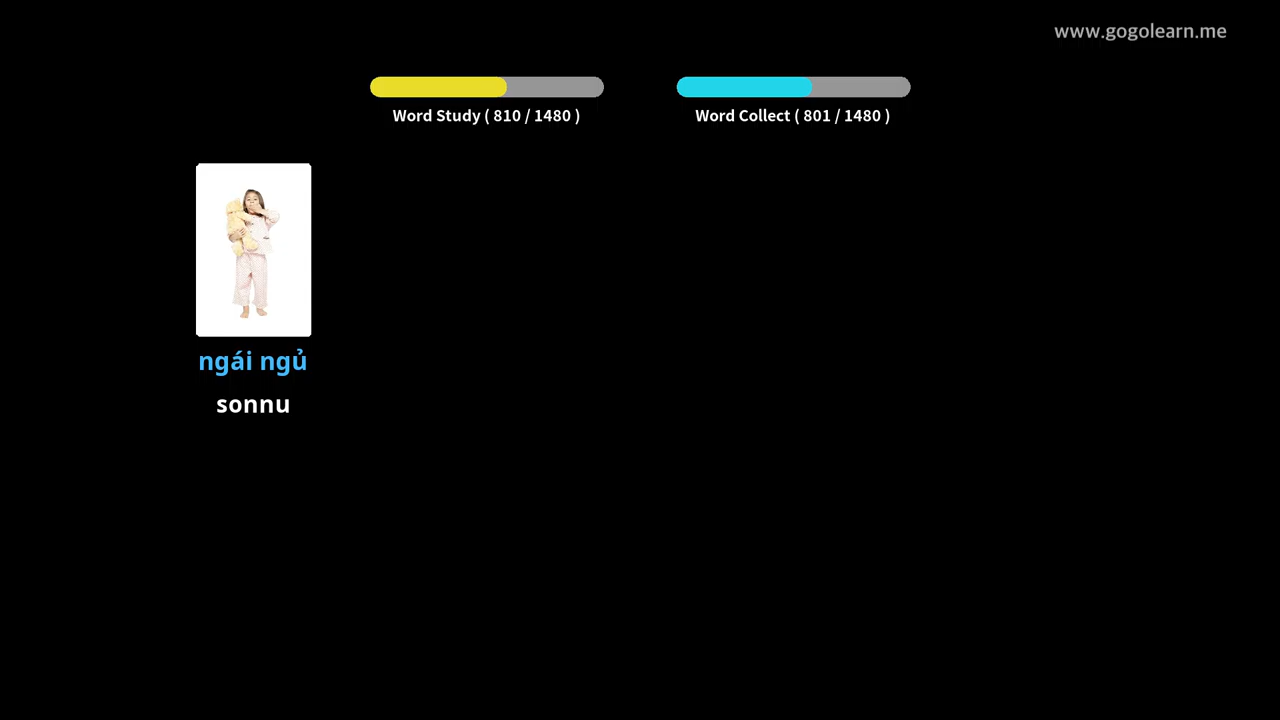 www.gogolearn.me
Word Study ( 810 / 1480 )
Word Collect ( 801 / 1480 )
ngái ngủ
sonnu